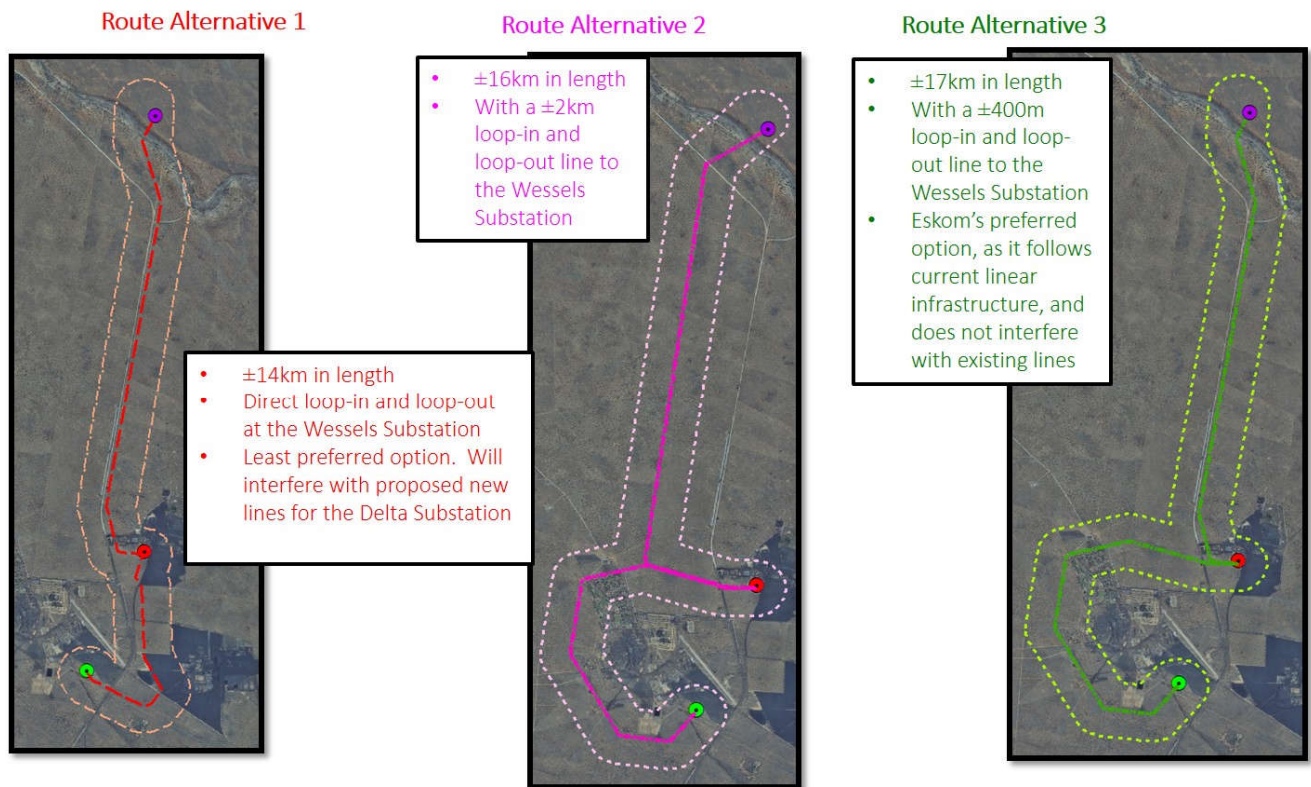 Route Alternative 1
• ±14km in length
• Direct loop-in and loop-out
at the Wessels Substation
• Least preferred option.  Will
interfere with proposed new
lines for the Delta Substation
Route Alternative 2
• ±16km in length
• With a ±2km
loop-in and
loop-out line to
the Wessels
Substation
Route Alternative 3
• ±17km in length
• With a ±400m
loop-in and loop-
out line to the
Wessels Substation
• Eskom's preferred
option, as it follows
current linear
infrastructure, and
does not interfere
with existing lines